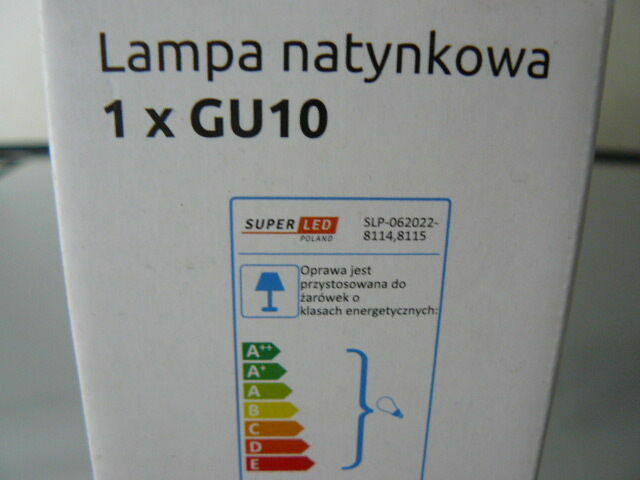 Lampa natynkowa
1 x GU10
SUPER LED
POLAND
SLP-062022-
8114,8115
Oprawa jest
przystosowana do
żarówek o
klasach energetycznych:
A++
A+
A
B
C
D
E